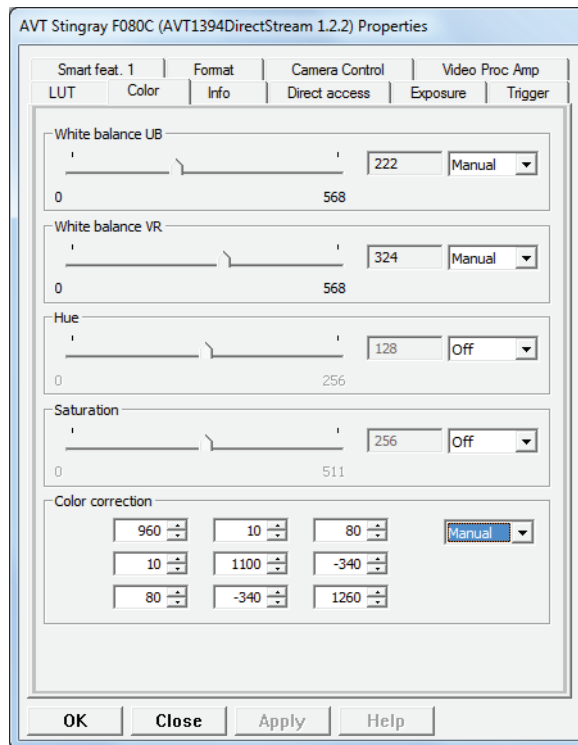 AVT Stingray F080C (AVT1394DirectStream 1.2.2) Properties
Smart feat. 1 Format Camera Control Video Proc Amp
LUT Color Info Direct access Exposure Trigger
White balance UB
222 Manual
0 568
White balance VR
324 Manual
0 568
Hue
128 Off
0 256
Saturation
256 Off
0 511
Color correction
960 10 80 Manual
10 1100 -340
80 -340 1260
OK Close Apply Help